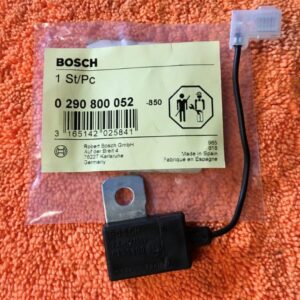 BOSCH
1 St/Pc
0 290 800 052 -850
3 165142 025841
Robert Bosch GmbH
Auf der Breit 4
76227 Karlsruhe
Germany
Made in Spain
Fabriqué en Espagne